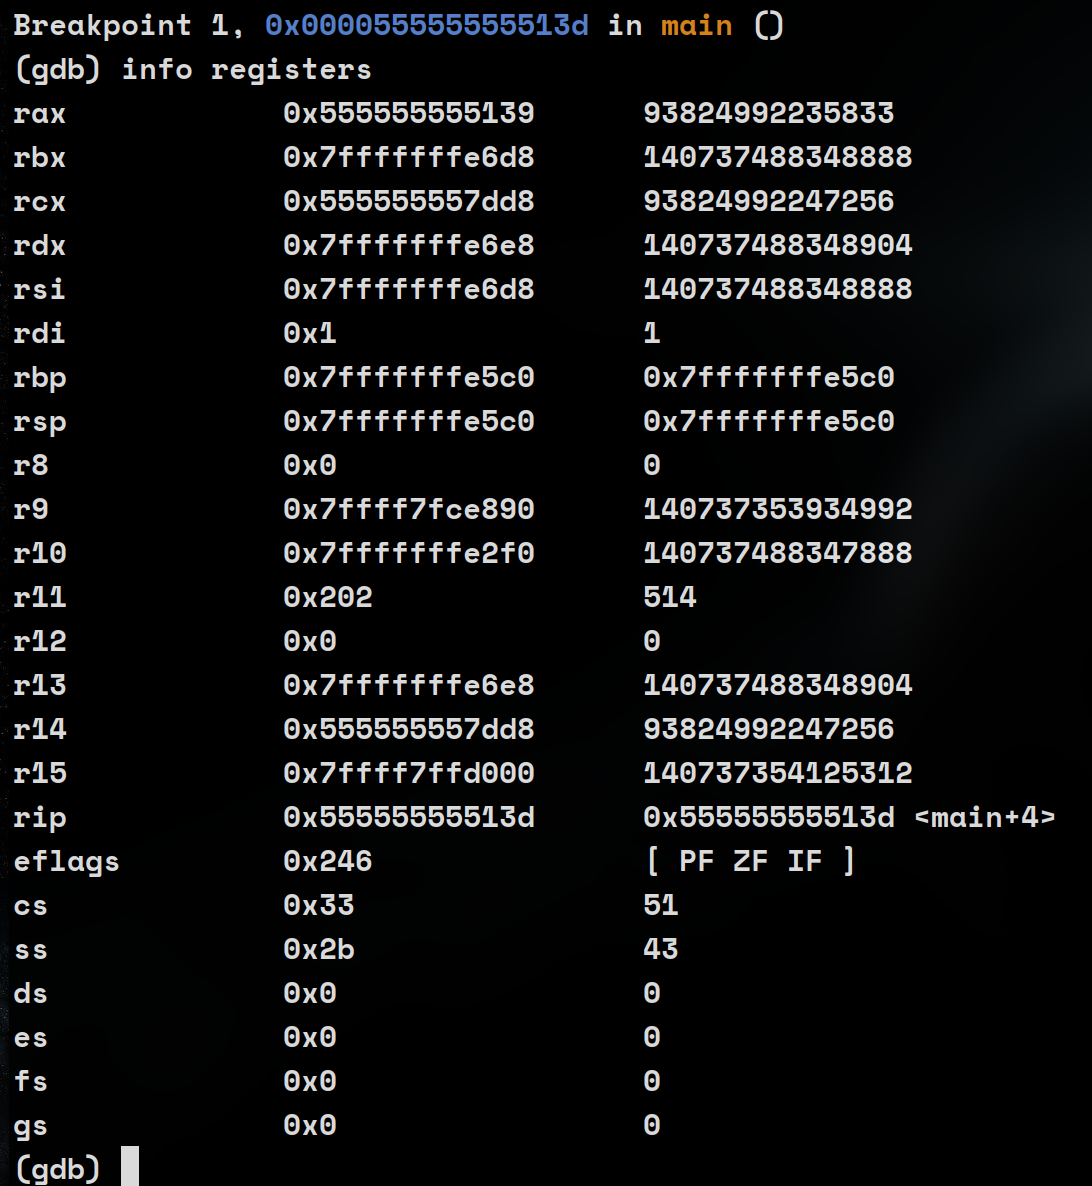 Breakpoint 1, 0x000055555555513d in main ()
(gdb) info registers
rax 0x555555555139 93824992235833
rbx 0x7fffffffe6d8 140737488348888
rcx 0x555555557dd8 93824992247256
rdx 0x7fffffffe6e8 140737488348904
rsi 0x7fffffffe6d8 140737488348888
rdi 0x1 1
rbp 0x7fffffffe5c0 0x7fffffffe5c0
rsp 0x7fffffffe5c0 0x7fffffffe5c0
r8 0x0 0
r9 0x7ffff7fce890 140737353934992
r10 0x7fffffffe2f0 140737488347888
r11 0x202 514
r12 0x0 0
r13 0x7fffffffe6e8 140737488348904
r14 0x555555557dd8 93824992247256
r15 0x7ffff7ffd000 140737354125312
rip 0x55555555513d 0x55555555513d <main+4>
eflags 0x246 [ PF ZF IF ]
cs 0x33 51
ss 0x2b 43
ds 0x0 0
es 0x0 0
fs 0x0 0
gs 0x0 0
(gdb)